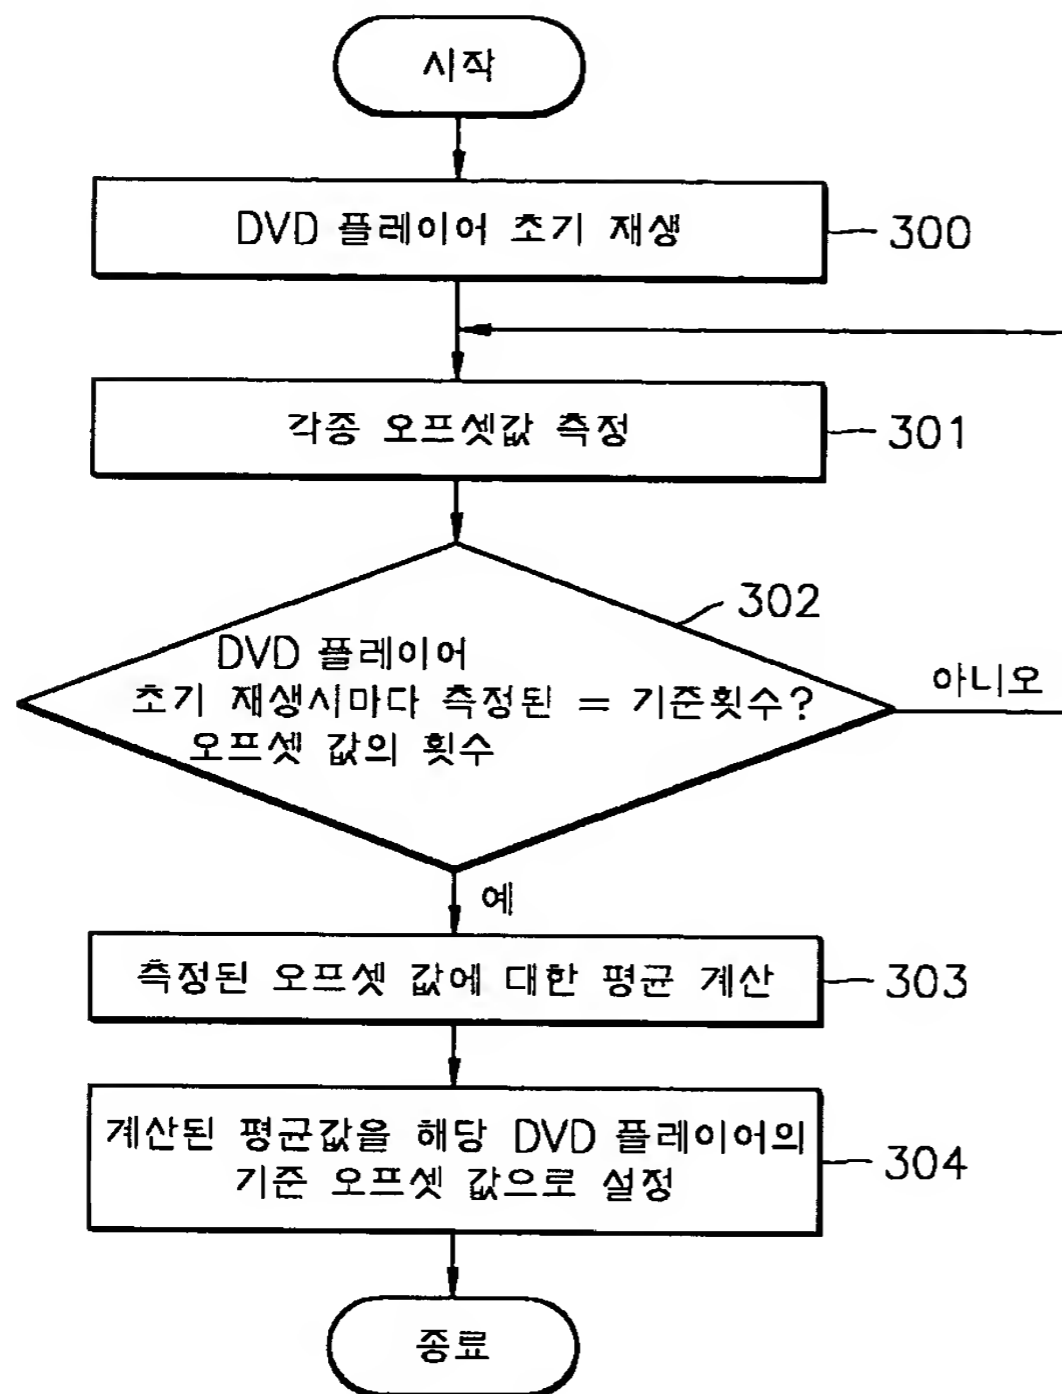 시작
DVD 플레이어 초기 재생
300
각종 오프셋값 측정
301
302
DVD 플레이어
초기 재생시마다 측정된 = 기준횟수?
오프셋 값의 횟수
아니오
예
측정된 오프셋 값에 대한 평균 계산
303
계산된 평균값을 해당 DVD 플레이어의
기준 오프셋 값으로 설정
304
종료